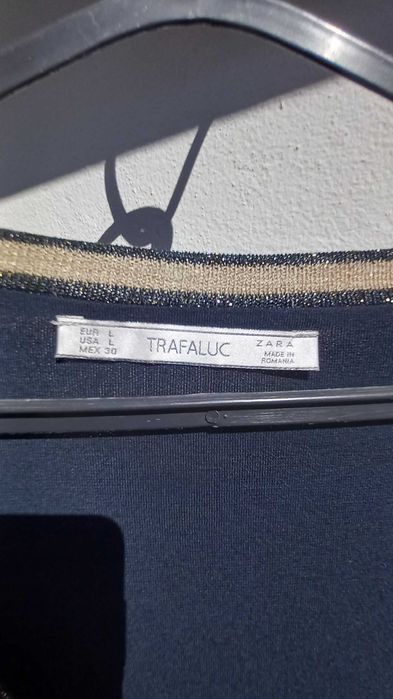 EUR L
USA L
MEX 30
TRAFALUC
ZARA
MADE IN
ROMANIA